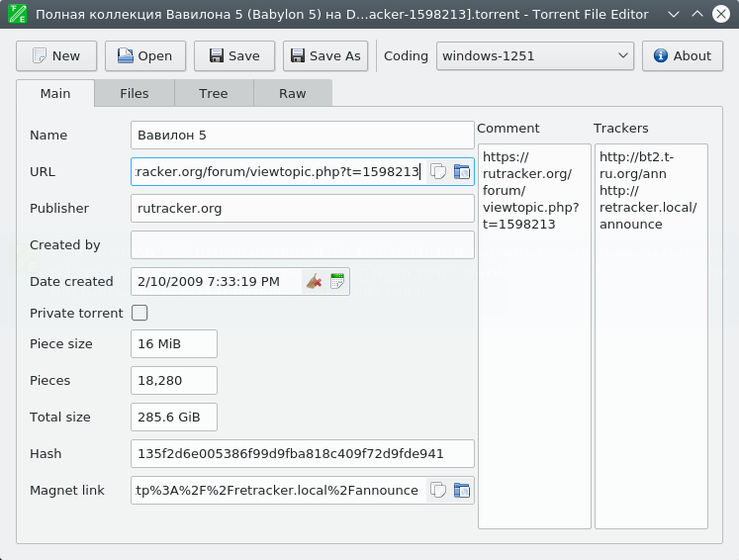 Полная коллекция Вавилона 5 (Babylon 5) на D...acker-1598213].torrent - Torrent File Editor
New Open Save Save As Coding windows-1251 About
Main Files Tree Raw
Name Вавилон 5
URL :racker.org/forum/viewtopic.php?t=1598213
Publisher rutracker.org
Created by
Date created 2/10/2009 7:33:19 PM
Private torrent
Piece size 16 MiB
Pieces 18,280
Total size 285.6 GiB
Hash 135f2d6e005386f99d9fba818c409f72d9fde941
Magnet link :tp%3A%2F%2Fretracker.local%2Fannounce
Comment
https://
rutracker.org/
forum/
viewtopic.php?
t=1598213
Trackers
http://bt2.t-
ru.org/ann
http://
retracker.local/
announce